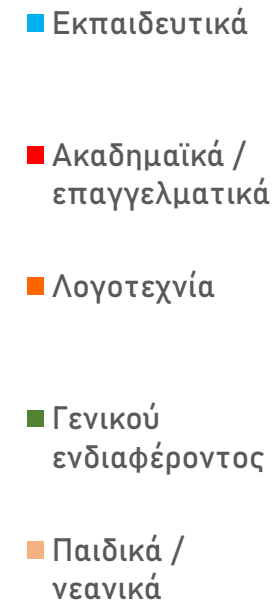 Εκπαιδευτικά
Ακαδημαϊκά /
επαγγελματικά
Λογοτεχνία
Γενικού
ενδιαφέροντος
Παιδικά /
νεανικά